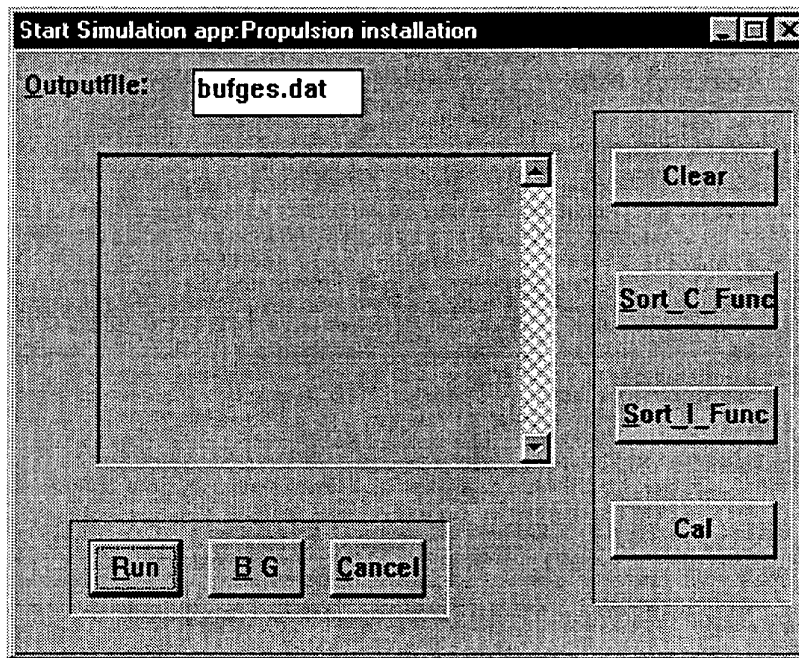 Start Simulation app:Propulsion installation
Outputfile:
bufges.dat
Clear
Sort_C_Func
Sort_I_Func
Cal
Run
B G
Cancel